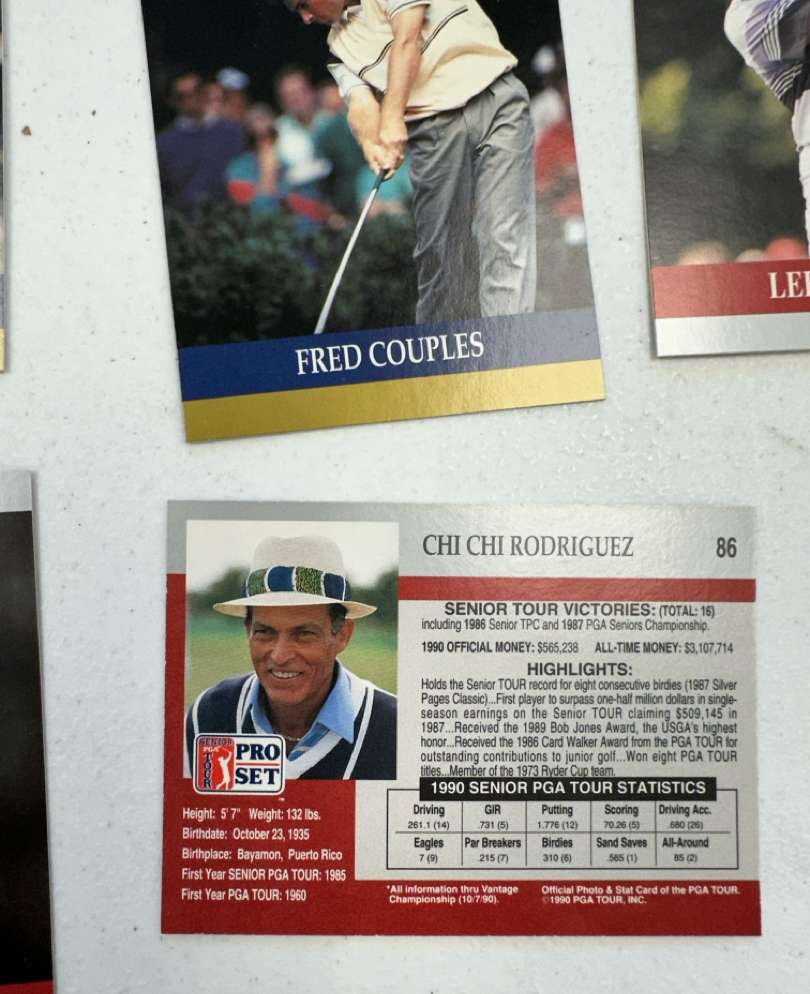 FRED COUPLES
CHI CHI RODRIGUEZ 86
SENIOR TOUR VICTORIES: (TOTAL: 16)
including 1986 Senior TPC and 1987 PGA Seniors Championship.
1990 OFFICIAL MONEY: $565,238 ALL-TIME MONEY: $3,107,714
HIGHLIGHTS:
Holds the Senior TOUR record for eight consecutive birdies (1987 Silver
Pages Classic)...First player to surpass one-half million dollars in single-
season earnings on the Senior TOUR claiming $509,145 in
1987...Received the 1989 Bob Jones Award, the USGA's highest
honor...Received the 1986 Card Walker Award from the PGA TOUR for
outstanding contributions to junior golf...Won eight PGA TOUR
titles...Member of the 1973 Ryder Cup team.
SENIOR
PGA
TOUR
PRO
SET
™
1990 SENIOR PGA TOUR STATISTICS
Driving GIR Putting Scoring Driving Acc.
261.1 (14) .731 (5) 1.776 (12) 70.26 (5) .680 (26)
Eagles Par Breakers Birdies Sand Saves All-Around
7 (9) .215 (7) 310 (6) .565 (1) 85 (2)
Height: 5' 7" Weight: 132 lbs.
Birthdate: October 23, 1935
Birthplace: Bayamon, Puerto Rico
First Year SENIOR PGA TOUR: 1985
First Year PGA TOUR: 1960
*All information thru Vantage
Championship (10/7/90).
Official Photo & Stat Card of the PGA TOUR.
©1990 PGA TOUR, INC.